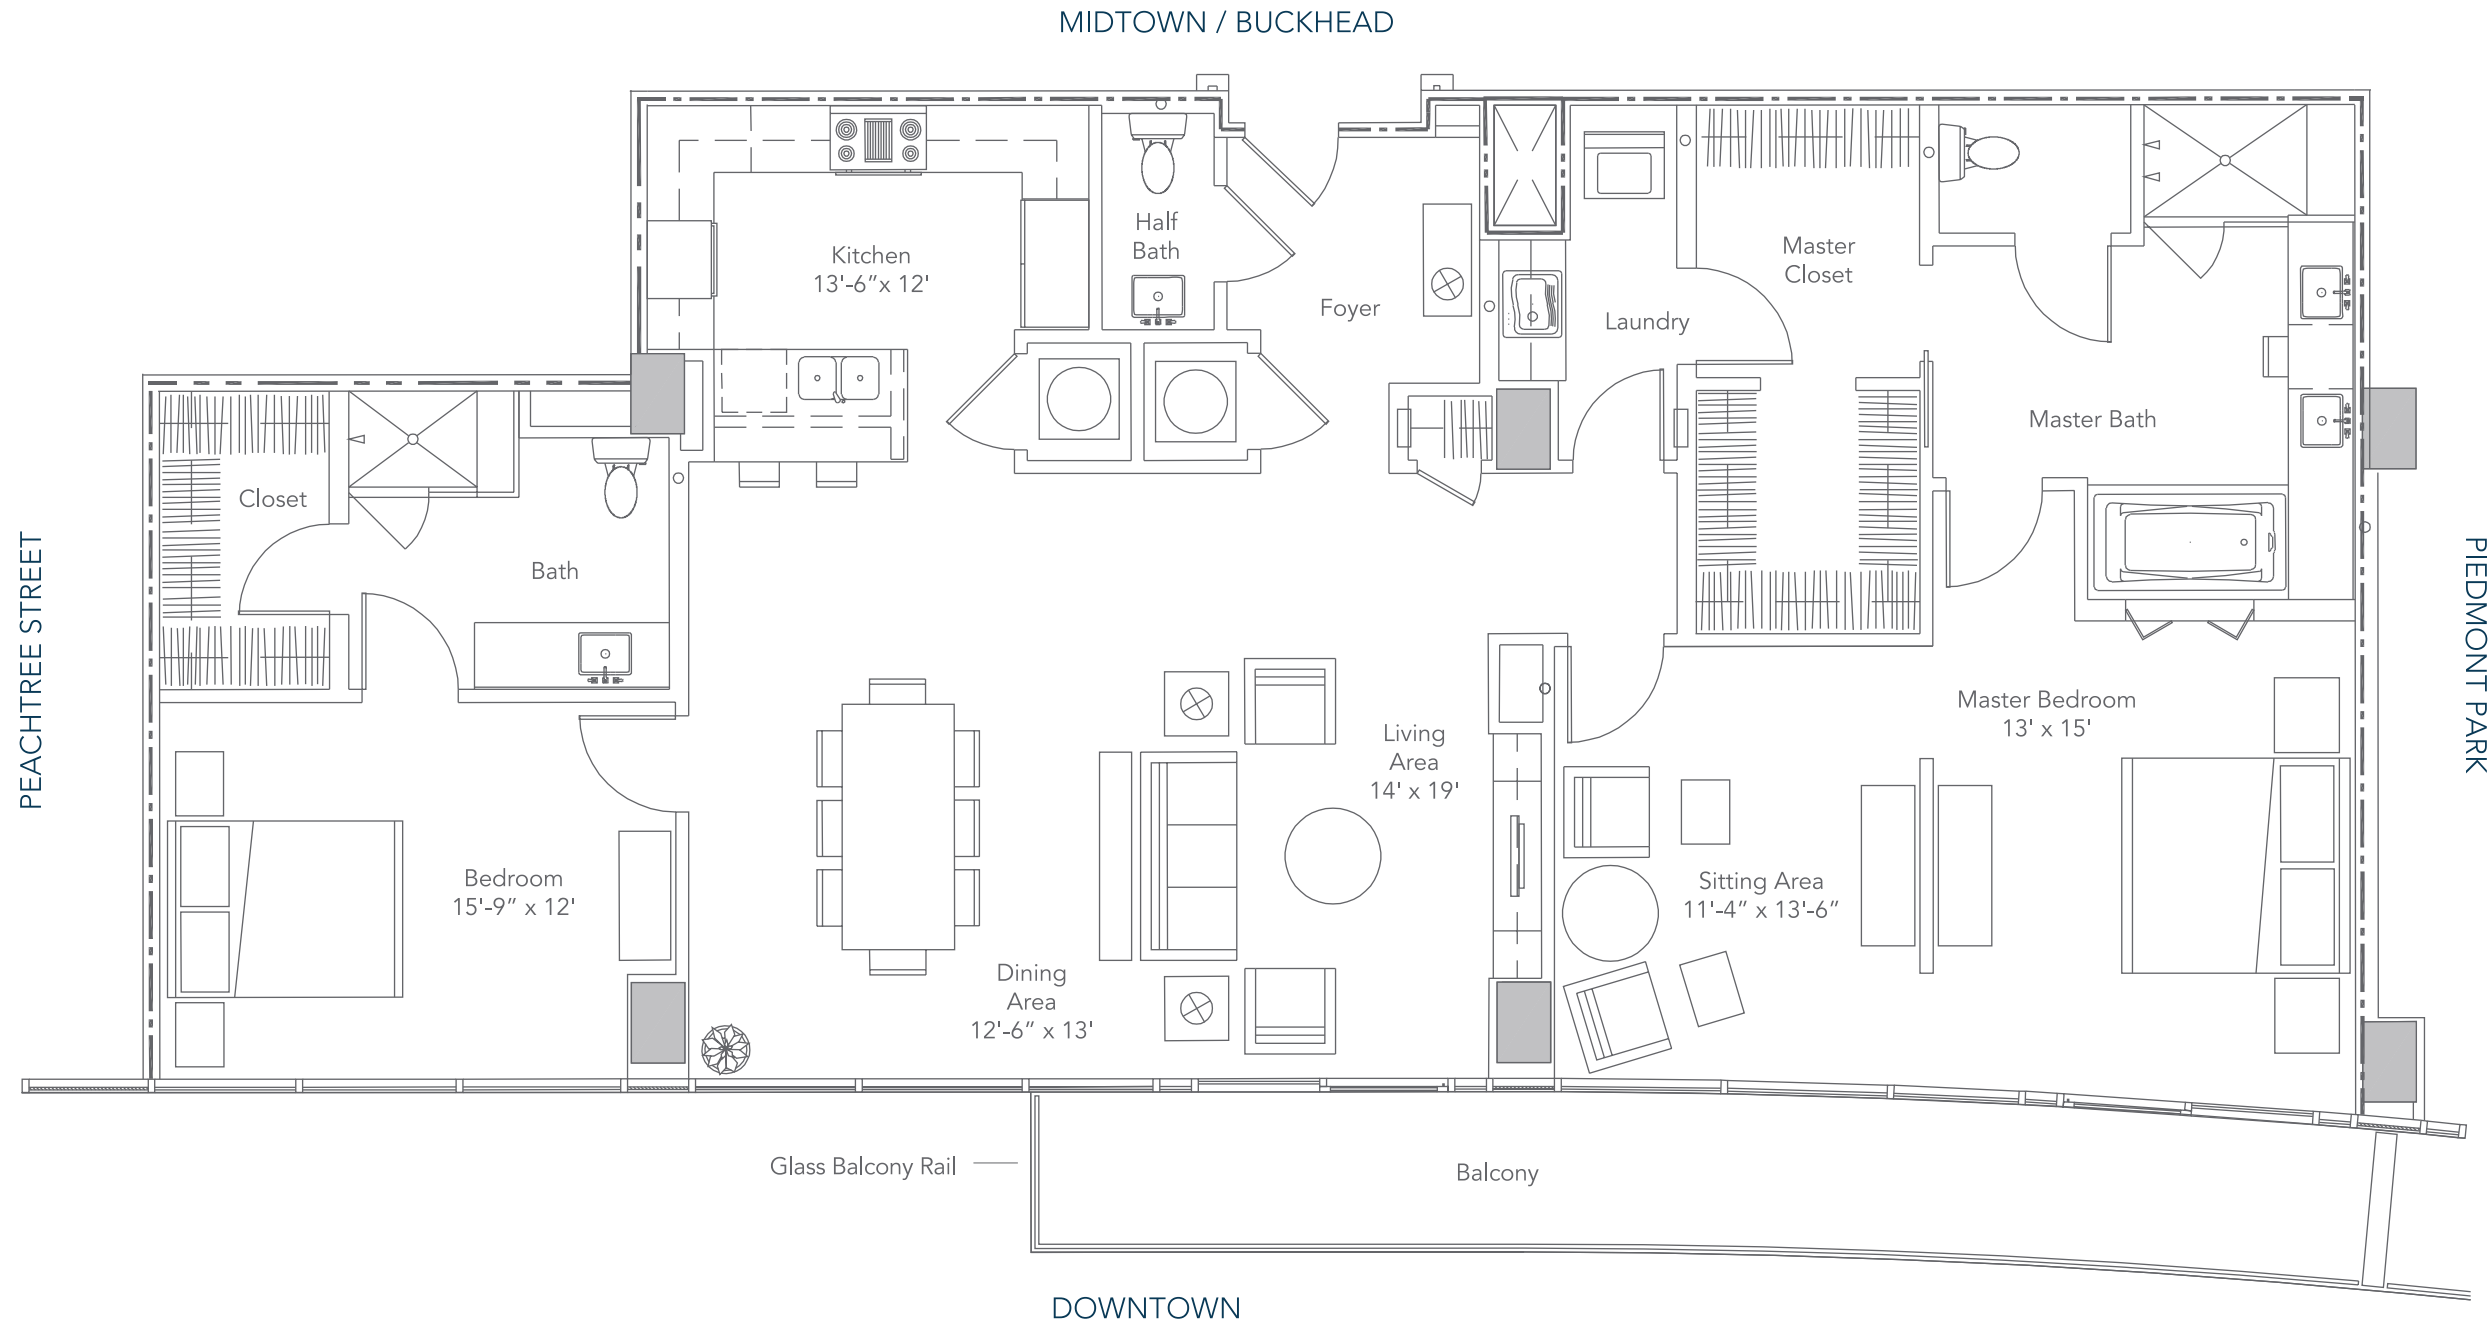 MIDTOWN / BUCKHEAD
Half
Bath
Kitchen
13'-6”x 12'
Foyer
Laundry
Master
Closet
Master Bath
Closet
Bath
PEACHTREE STREET
PIEDMONT PARK
Master Bedroom
13' x 15'
Living
Area
14' x 19'
Bedroom
15'-9” x 12'
Sitting Area
11'-4” x 13'-6”
Dining
Area
12'-6” x 13'
Glass Balcony Rail
Balcony
DOWNTOWN